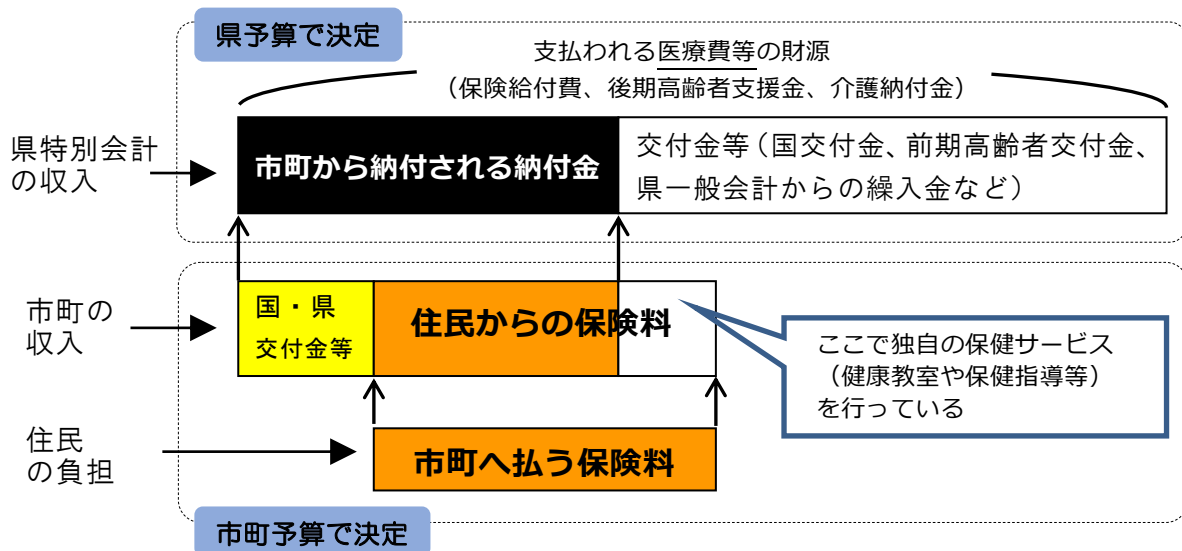 県予算で決定
支払われる医療費等の財源
（保険給付費、後期高齢者支援金、介護納付金）
県特別会計
の収入
市町から納付される納付金
交付金等（国交付金、前期高齢者交付金、
県一般会計からの繰入金など）
市町の
収入
国・県
交付金等
住民からの保険料
ここで独自の保健サービス
（健康教室や保健指導等）
を行っている
住民
の負担
市町へ払う保険料
市町予算で決定